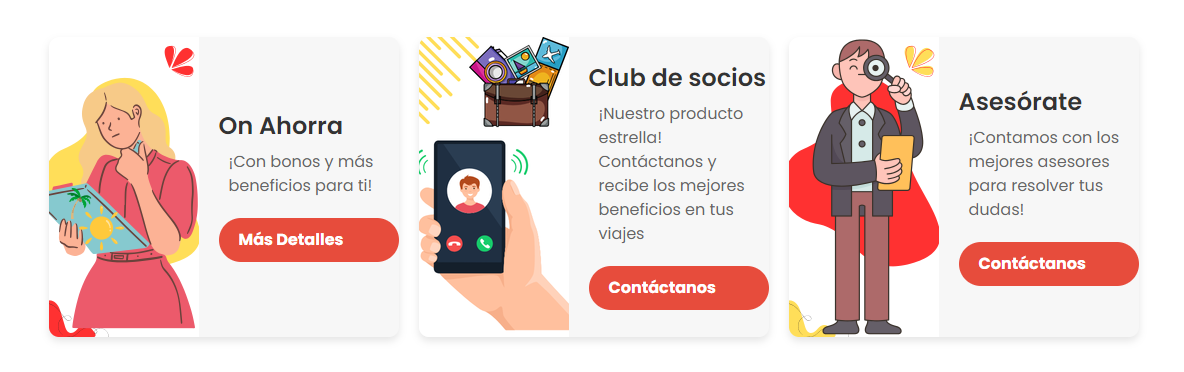 On Ahorra
¡Con bonos y más
beneficios para ti!
Más Detalles
Club de socios
¡Nuestro producto
estrella!
Contáctanos y
recibe los mejores
beneficios en tus
viajes
Contáctanos
Asesórate
¡Contamos con los
mejores asesores
para resolver tus
dudas!
Contáctanos